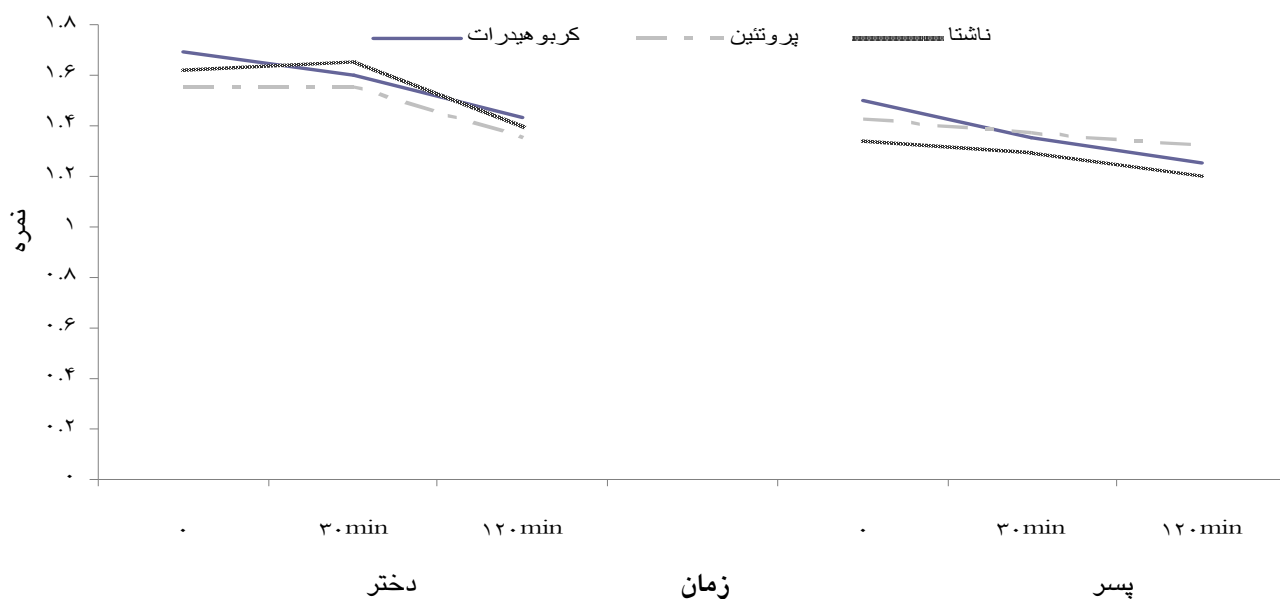 کربوهیدرات پروتئین ناشتا
نمره
۱.۸
۱.۶
۱.۴
۱.۲
۱
۰.۸
۰.۶
۰.۴
۰.۲
۰
۰ ۳۰min ۱۲۰min ۰ ۳۰min ۱۲۰min
دختر زمان پسر